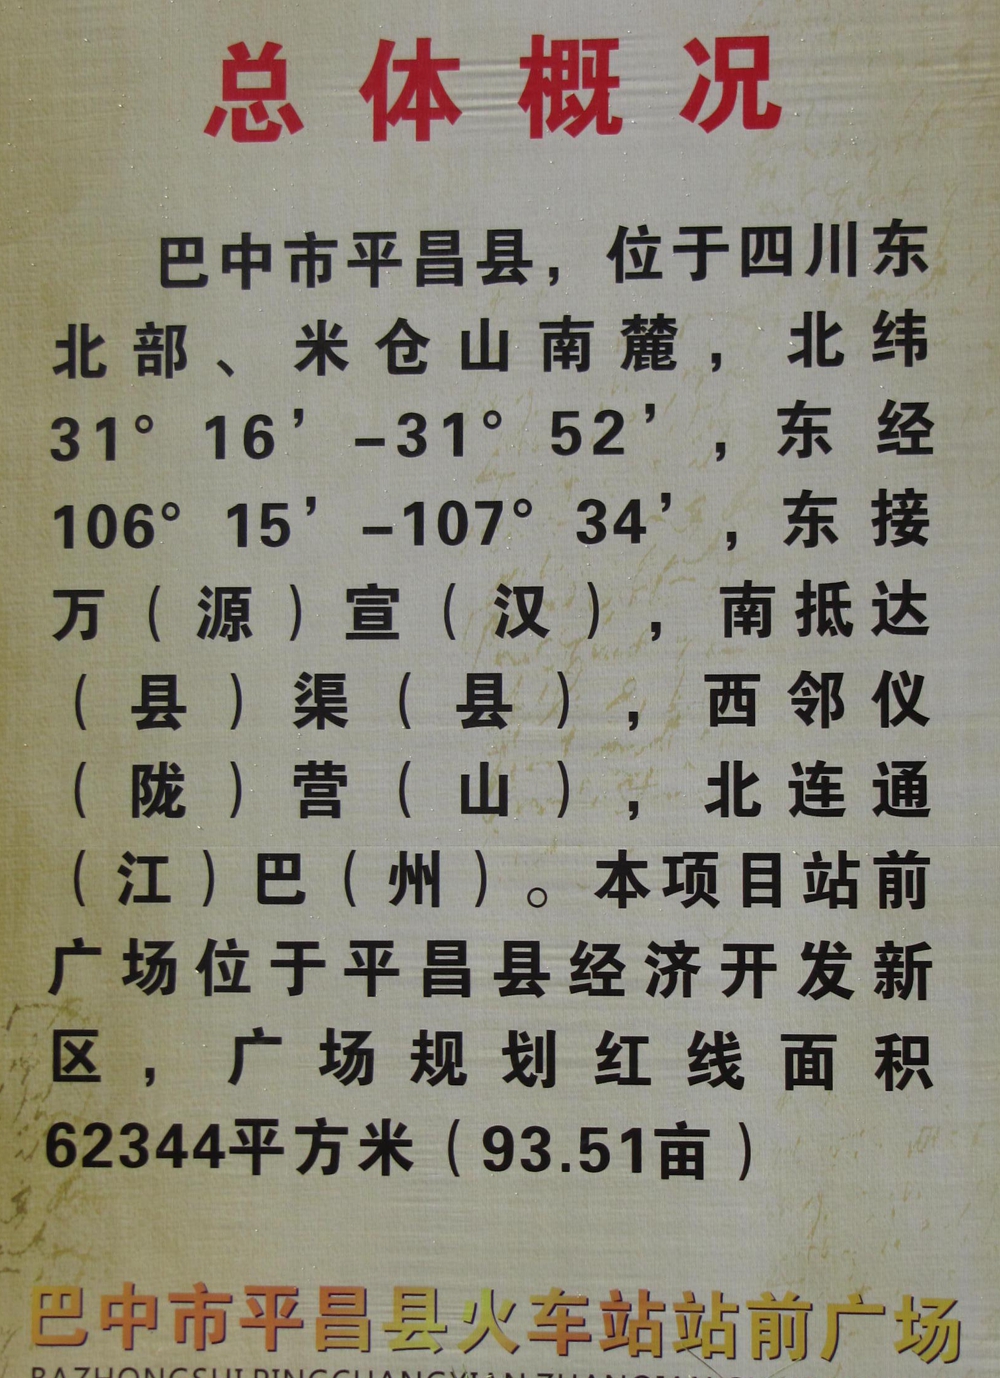 总体概况
巴中市平昌县，位于四川东
北部、米仓山南麓，北纬
31° 16’ –31° 52’ ，东经
106° 15’ –107° 34’ ，东接
万（源）宣（汉），南抵达
（县）渠（县），西邻仪
（陇）营（山），北连通
（江）巴（州）。本项目站前
广场位于平昌县经济开发新
区，广场规划红线面积
62344平方米（93.51亩）
巴中市平昌县火车站站前广场